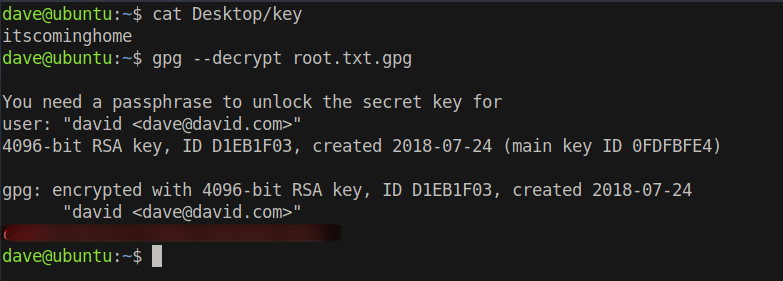 dave@ubuntu:~$ cat Desktop/key
itscominghome
dave@ubuntu:~$ gpg --decrypt root.txt.gpg
You need a passphrase to unlock the secret key for
user: "david <dave@david.com>"
4096-bit RSA key, ID D1EB1F03, created 2018-07-24 (main key ID 0FDFBFE4)
gpg: encrypted with 4096-bit RSA key, ID D1EB1F03, created 2018-07-24
"david <dave@david.com>"
dave@ubuntu:~$